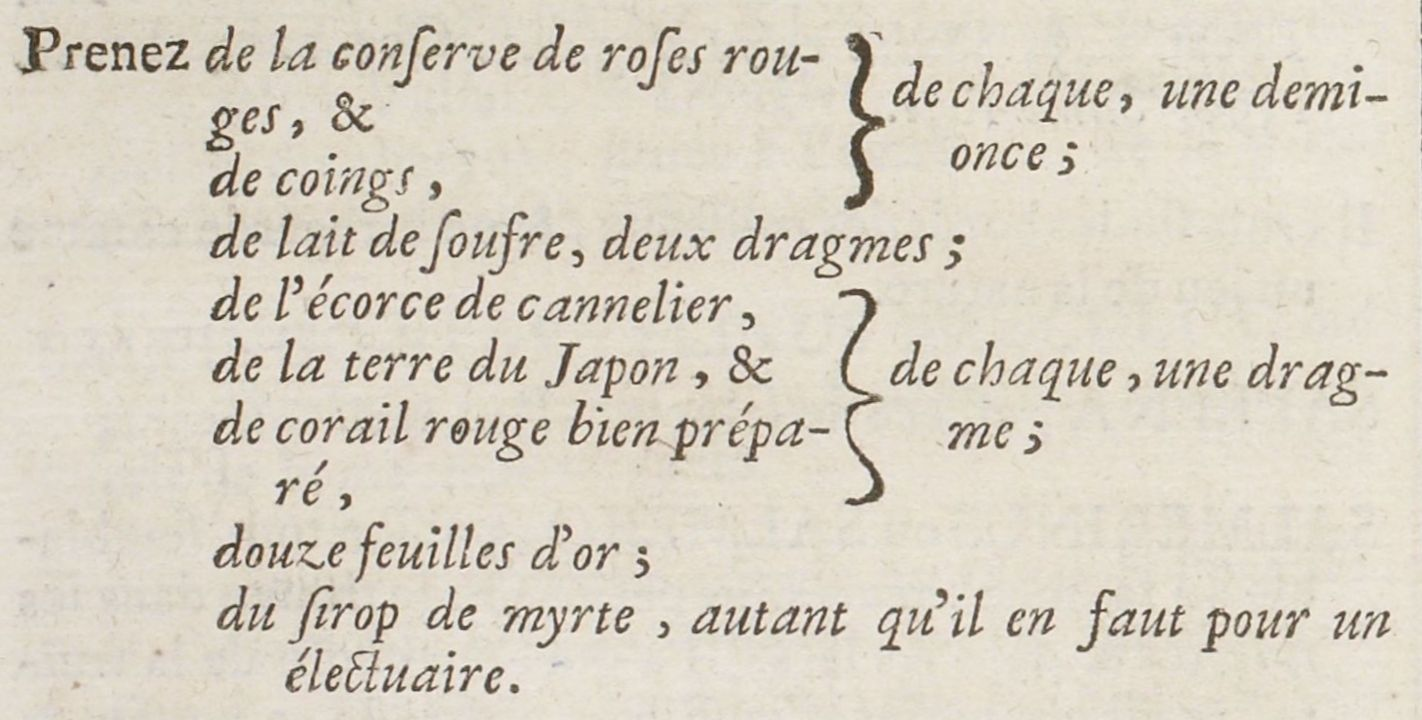 Prenez de la conſerve de roſes rou-
ges, &
de coings,
de chaque, une demi-
once;
de lait de ſoufre, deux dragmes;
de l'écorce de cannelier,
de la terre du Japon, &
de corail rouge bien prépa-
ré,
de chaque, une drag-
me;
douze feuilles d'or;
du ſirop de myrte, autant qu'il en faut pour un
électuaire.